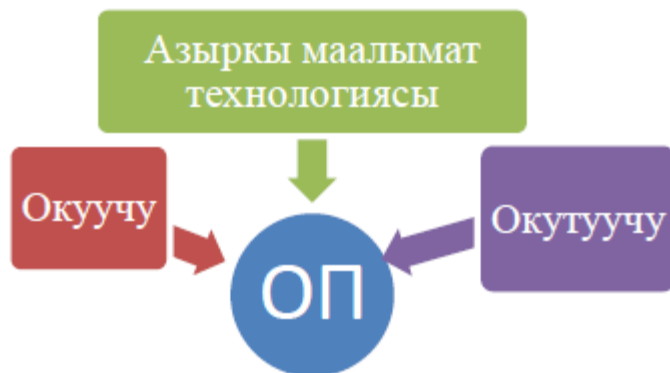 Азыркы маалымат
технологиясы
Окуучу
Окутуучу
ОП